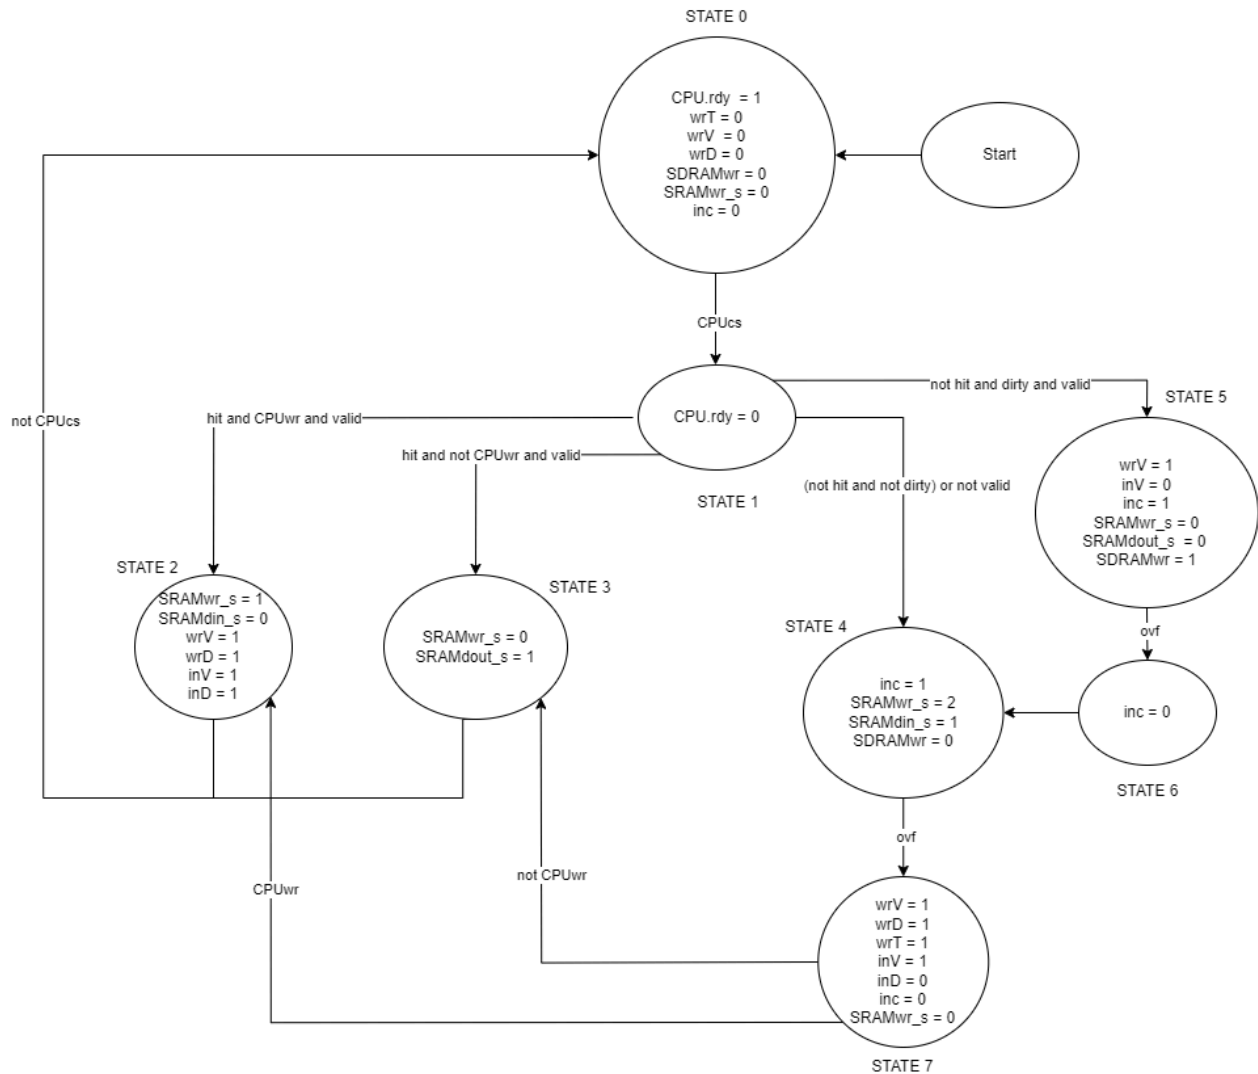 STATE 0
CPU.rdy = 1
wrT = 0
wrV = 0
wrD = 0
SDRAMwr = 0
SRAMwr_s = 0
inc = 0
Start
CPUcs
CPU.rdy = 0
STATE 1
not hit and dirty and valid
hit and CPUwr and valid
hit and not CPUwr and valid
(not hit and not dirty) or not valid
not CPUcs
STATE 5
wrV = 1
inV = 0
inc = 1
SRAMwr_s = 0
SRAMdout_s = 0
SDRAMwr = 1
STATE 2
SRAMwr_s = 1
SRAMdin_s = 0
wrV = 1
wrD = 1
inV = 1
inD = 1
STATE 3
SRAMwr_s = 0
SRAMdout_s = 1
STATE 4
inc = 1
SRAMwr_s = 2
SRAMdin_s = 1
SDRAMwr = 0
ovf
inc = 0
STATE 6
ovf
CPUwr
not CPUwr
wrV = 1
wrD = 1
wrT = 1
inV = 1
inD = 0
inc = 0
SRAMwr_s = 0
STATE 7